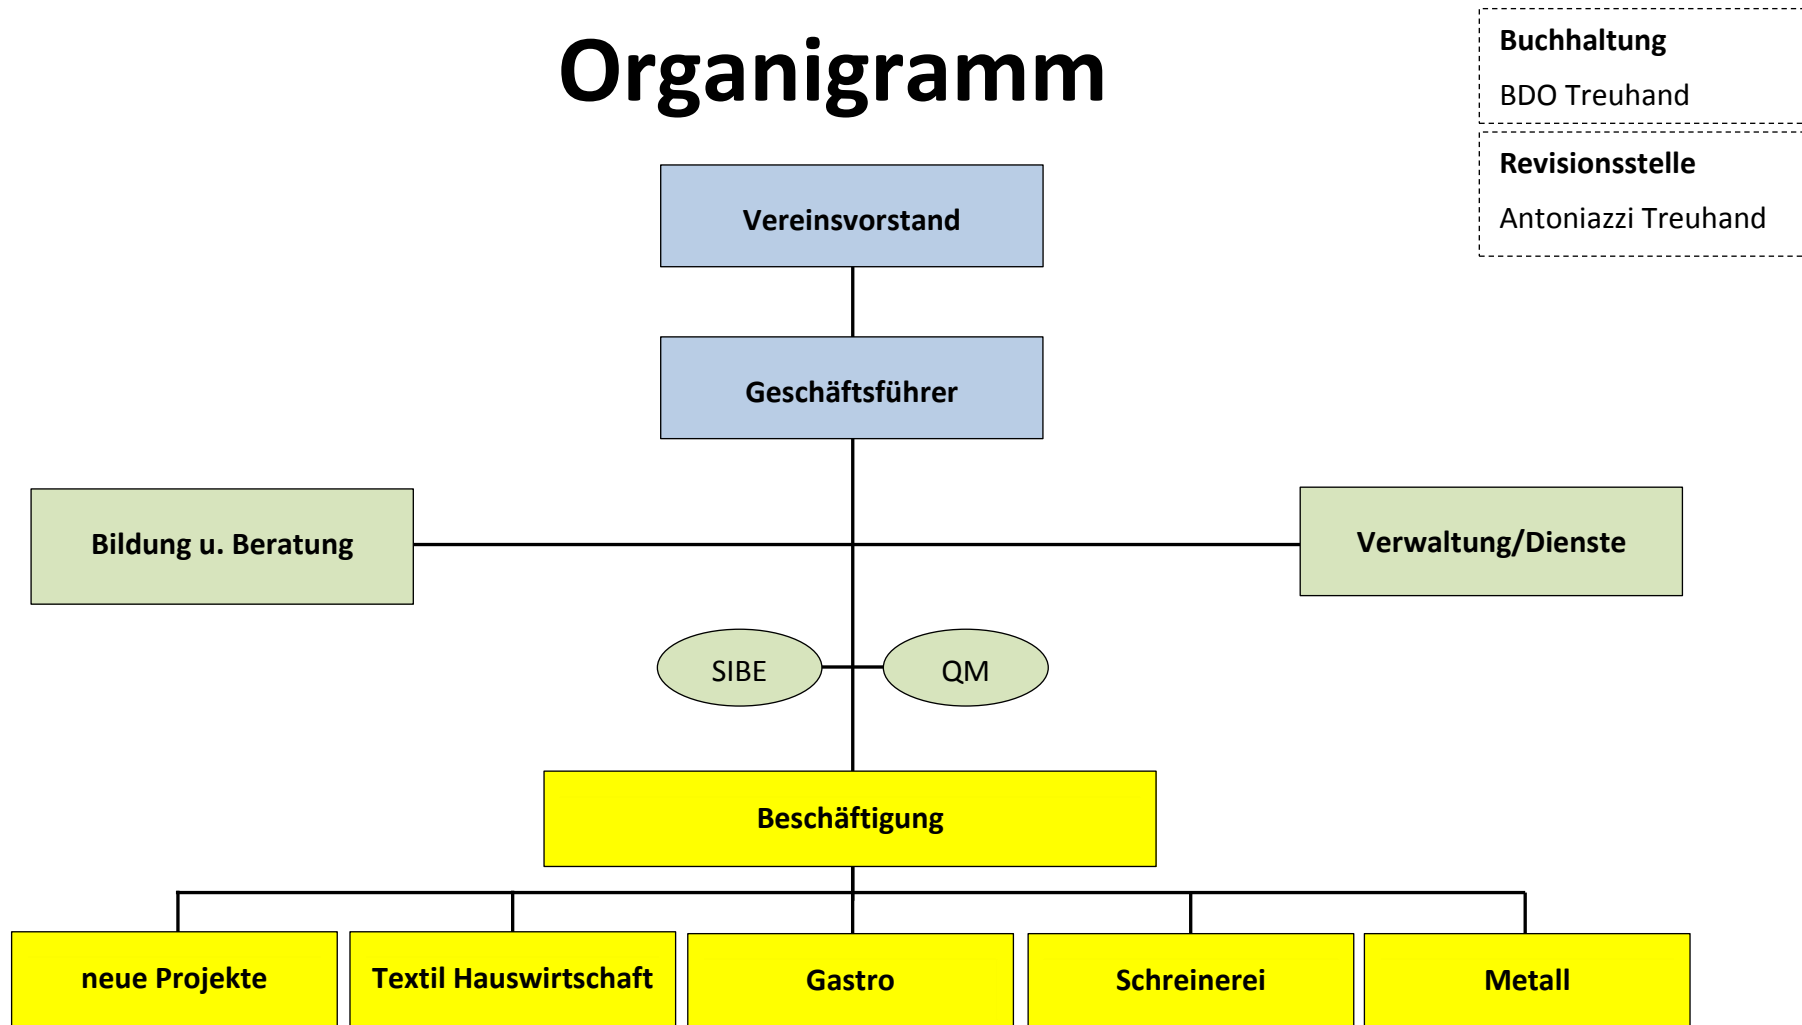 Organigramm
Buchhaltung
BDO Treuhand
Revisionsstelle
Antoniazzi Treuhand
Vereinsvorstand
Geschäftsführer
Bildung u. Beratung
Verwaltung/Dienste
SIBE
QM
Beschäftigung
neue Projekte
Textil Hauswirtschaft
Gastro
Schreinerei
Metall